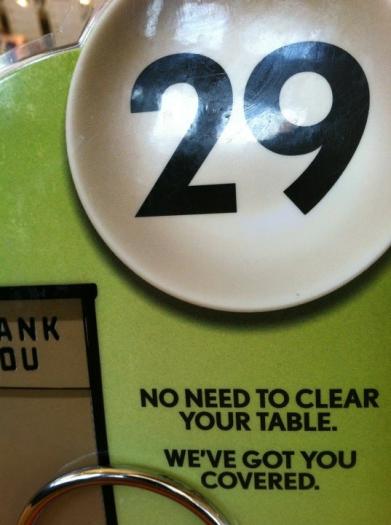 29
ANK
OU
NO NEED TO CLEAR
YOUR TABLE.
WE'VE GOT YOU
COVERED.